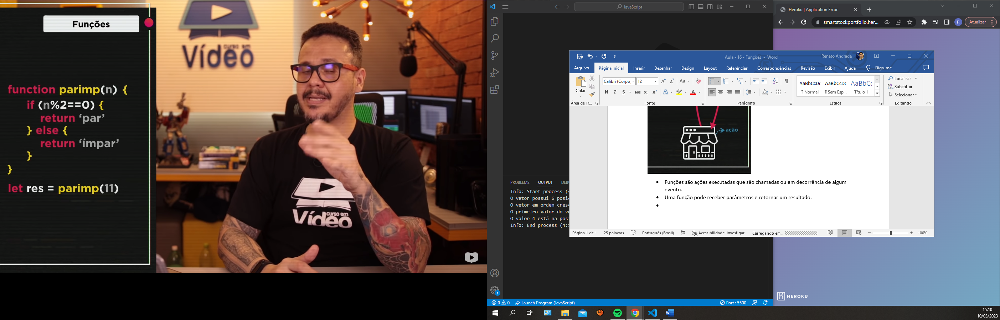 Funções
function parimp(n) {
if (n%2==0) {
return ‘par’
} else {
return ‘ímpar’
}
}
let res = parimp(11)
curso em
Vídeo
curso em
Vídeo
JavaScript
PROBLEMS OUTPUT
Info: Start process
O vetor possui 6
O vetor em ordem
O primeiro valor do
O valor 4 está na
Info: End process
0 0 Launch Program (JavaScript) Port : 5500
Heroku | Application Error
smartstockportfolio.her... R Atualizar
HEROKU
Aula - 16 - Funções - Word Renato Andrade
Arquivo Página Inicial Inserir Desenhar Design Layout Referências Correspondências Revisão Exibir Ajuda Diga-me
Colar
Calibri (Corpo 12 Aa
N I S abc x₂ x² A A
AaBbCcDc AaBbCcDc AaBbCc
¶ Normal ¶ Sem Esp... Título 1
Localizar
Substituir
Selecionar
Área de Tr... Fonte Parágrafo Estilos Editando
ação
• Funções são ações executadas que são chamadas ou em decorrência de algum
evento.
• Uma função pode receber parâmetros e retornar um resultado.
•
Página 1 de 1 25 palavras Português (Brasil) Acessibilidade: investigar Carregando em... 100%
15:10
10/03/2023